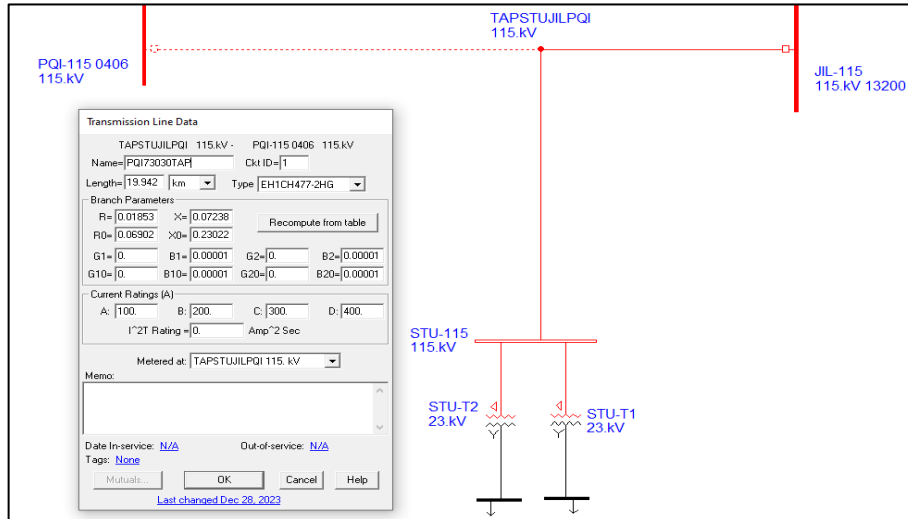 TAPSTUJILPQI
115.kV
PQI-115 0406
115.kV
JIL-115
115.kV 13200
Transmission Line Data
TAPSTUJILPQI 115.kV - PQI-115 0406 115.kV
Name= PQI73030TAP Ckt ID= 1
Length= 19.942 km Type EH1CH477-2HG
Branch Parameters
R= 0.01853 X= 0.07238 Recompute from table
R0= 0.06902 X0= 0.23022
G1= 0. B1= 0.00001 G2= 0. B2= 0.00001
G10= 0. B10= 0.00001 G20= 0. B20= 0.00001
Current Ratings (A)
A: 100. B: 200. C: 300. D: 400.
I^2T Rating = 0. Amp^2 Sec
Metered at: TAPSTUJILPQI 115. kV
Memo:
Date In-service: N/A Out-of-service: N/A
Tags: None
Mutuals... OK Cancel Help
Last changed Dec 28, 2023
STU-115
115.kV
STU-T2
23.kV
STU-T1
23.kV